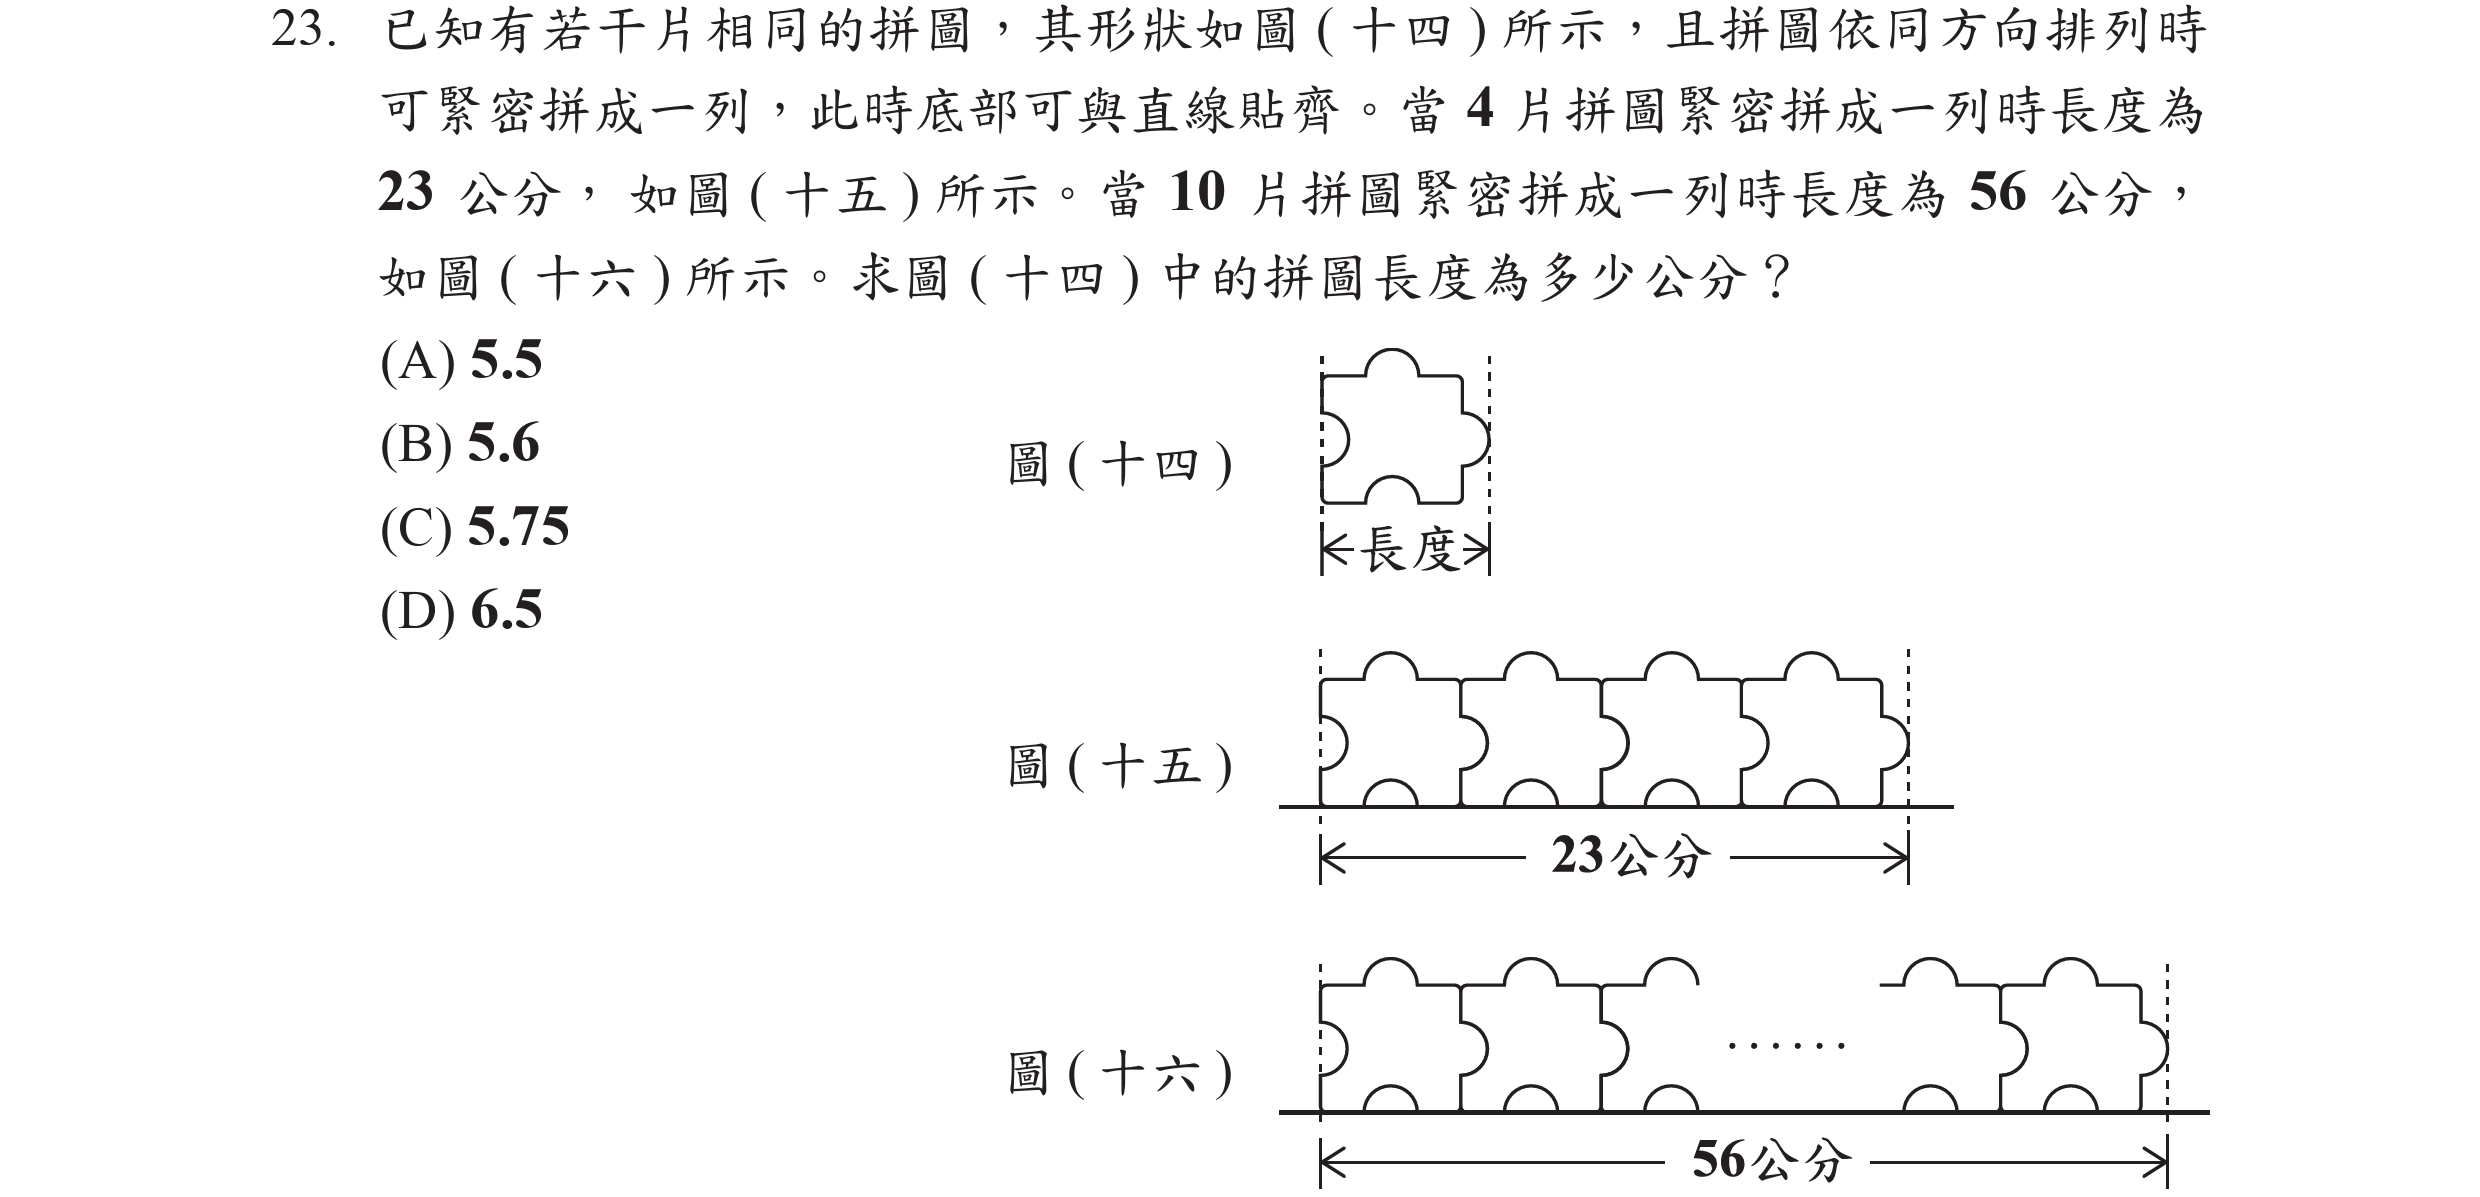 23. 已知有若干片相同的拼圖，其形狀如圖(十四)所示，且拼圖依同方向排列時
可緊密拼成一列，此時底部可與直線貼齊。當 4 片拼圖緊密拼成一列時長度為
23 公分， 如圖(十五)所示。當 10 片拼圖緊密拼成一列時長度為 56 公分，
如圖(十六)所示。求圖(十四)中的拼圖長度為多少公分？
(A) 5.5
(B) 5.6
(C) 5.75
(D) 6.5
圖(十四)
長度
圖(十五)
23公分
圖(十六)
......
56公分